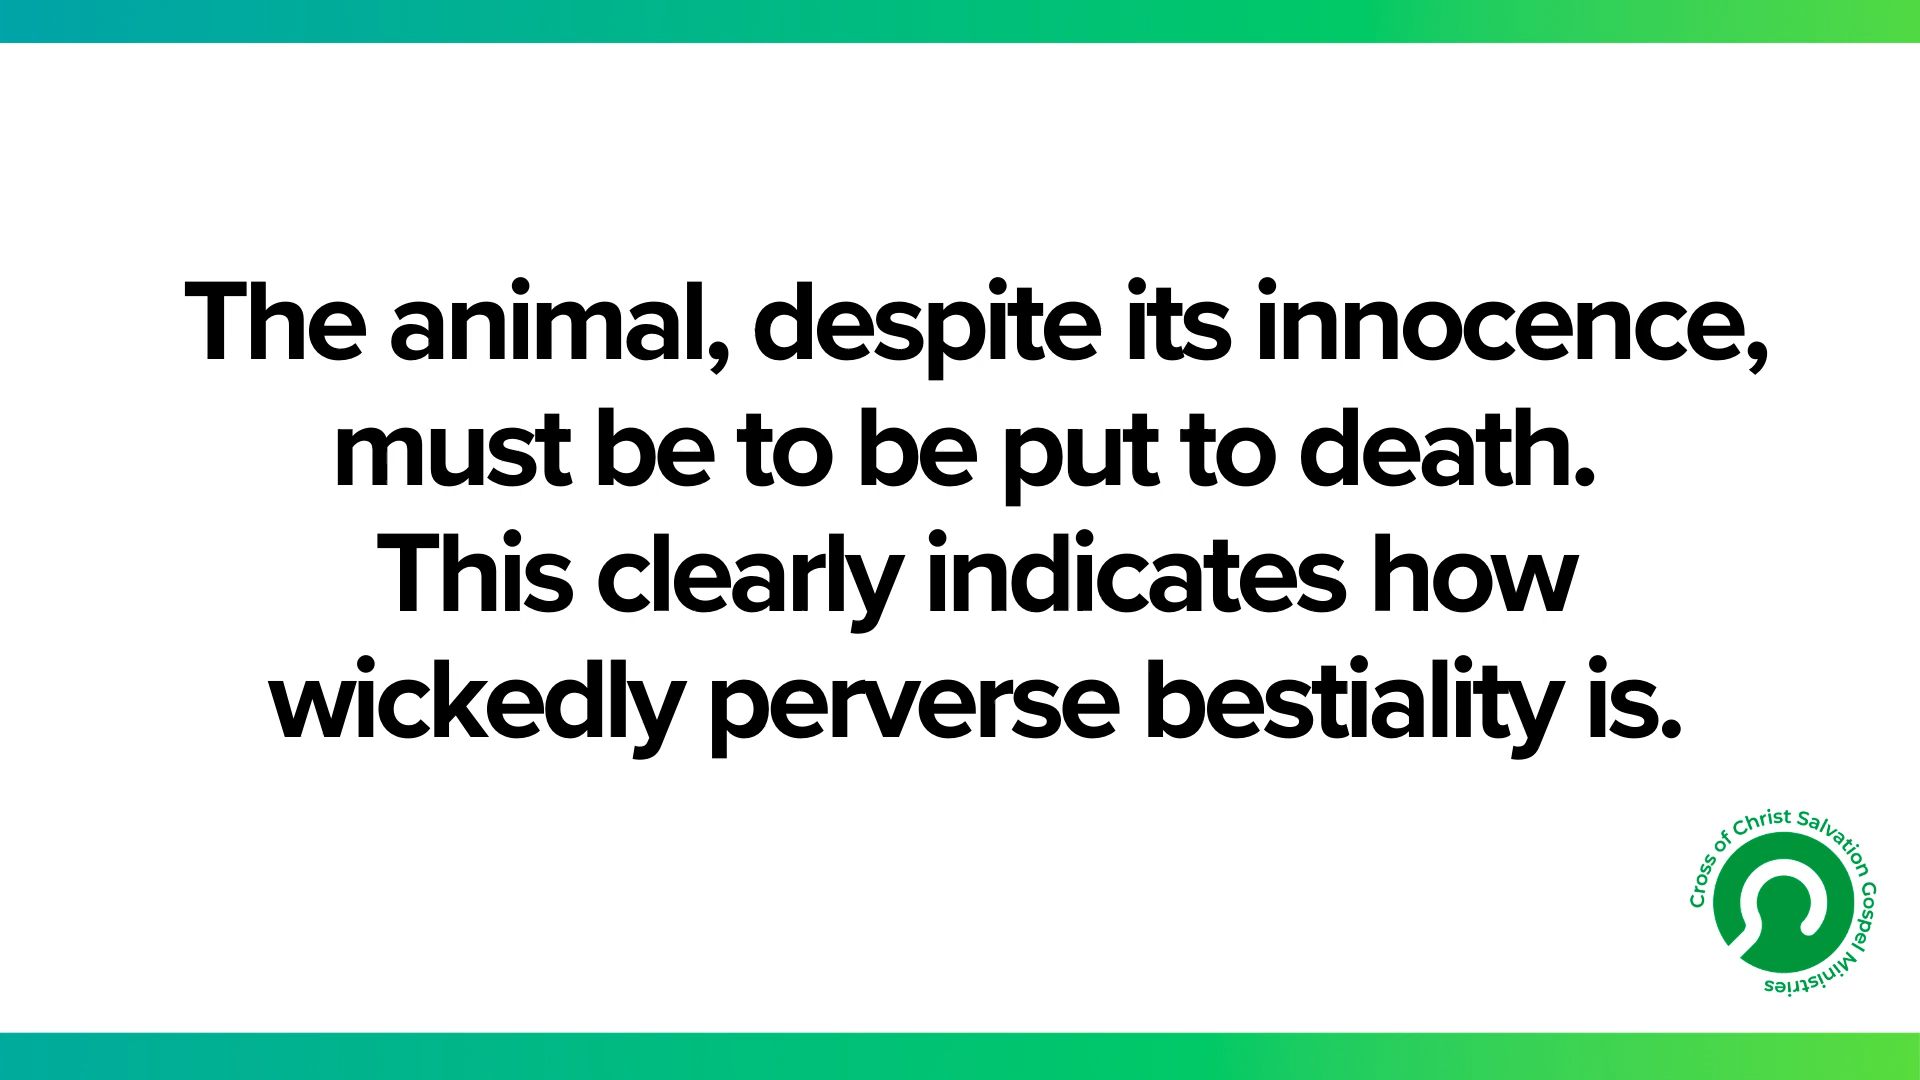 The animal, despite its innocence,
must be to be put to death.
This clearly indicates how
wickedly perverse bestiality is.
Cross of Christ Salvation Gospel Ministries